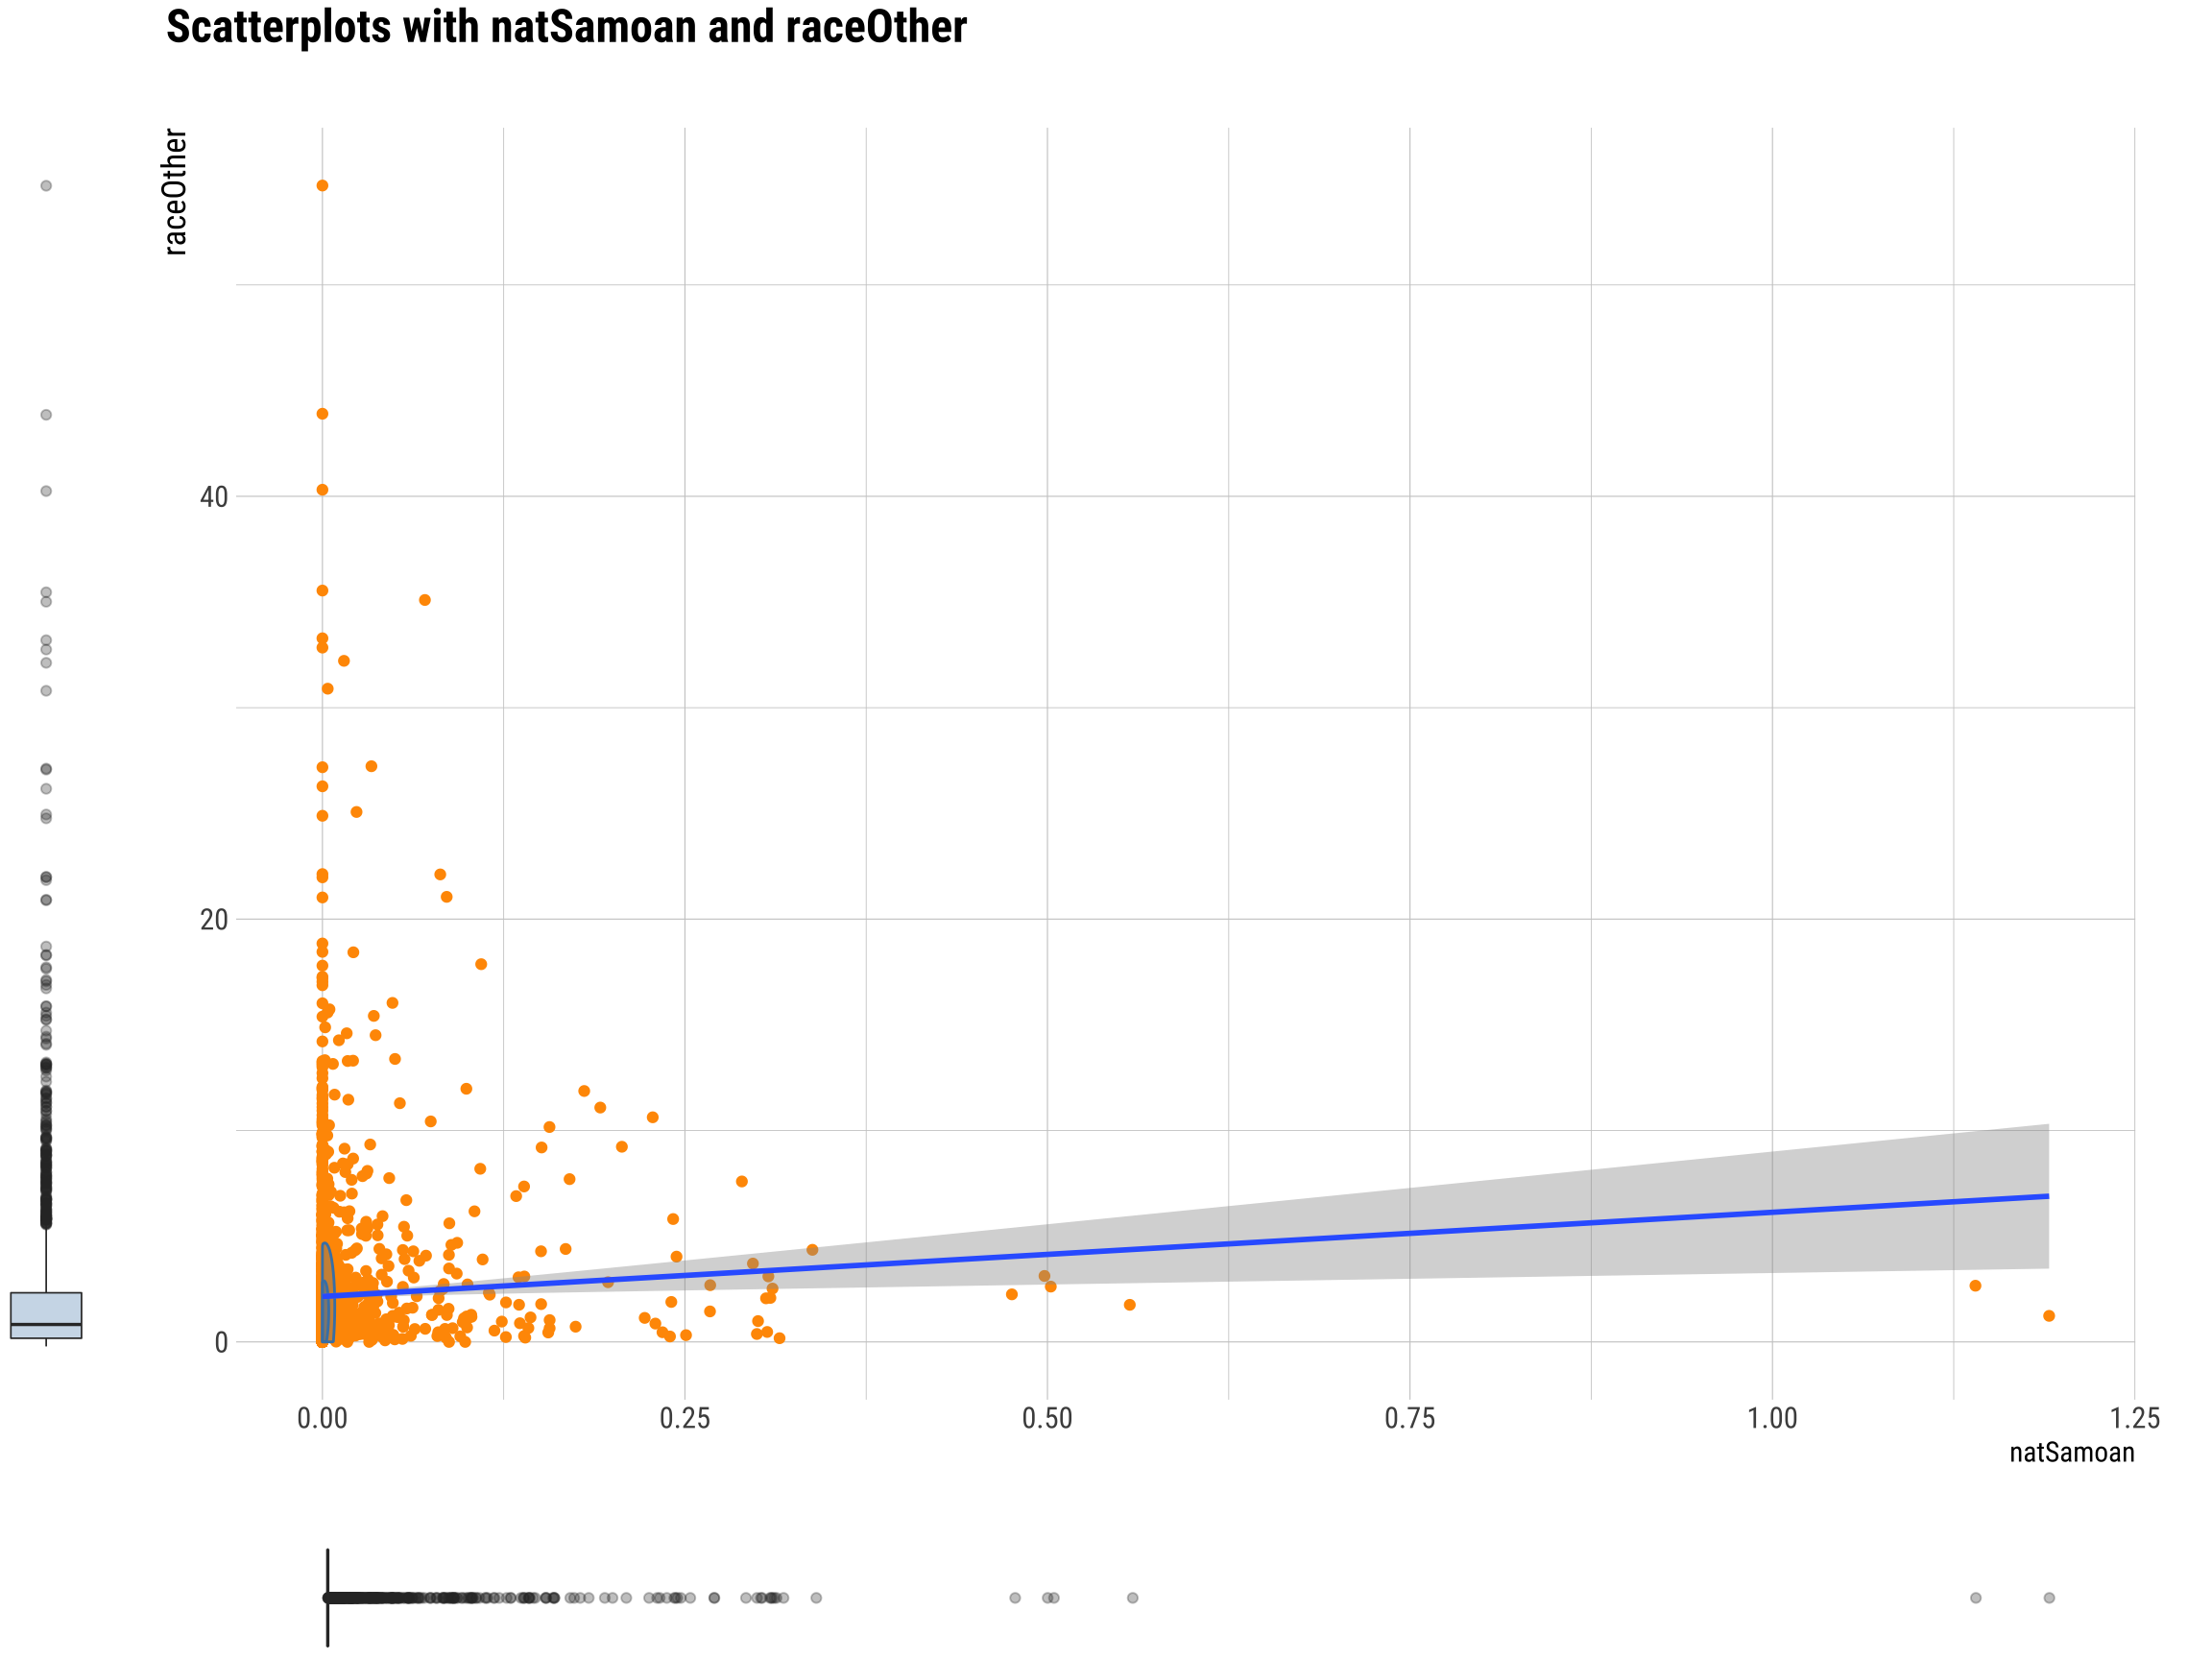 Scatterplots with natSamoan and raceOther
raceOther
40
20
0
0.00 0.25 0.50 0.75 1.00 1.25
natSamoan